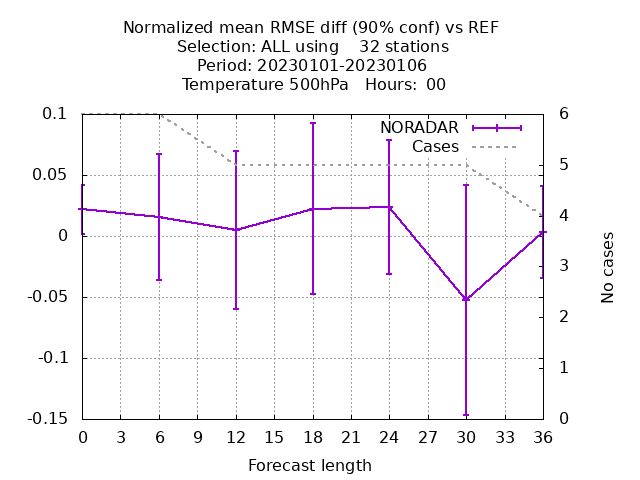 Normalized mean RMSE diff (90% conf) vs REF
Selection: ALL using    32 stations
Period: 20230101-20230106
Temperature 500hPa   Hours:  00
NORADAR
Cases
0.1
0.05
0
-0.05
-0.1
-0.15
6
5
4
3
2
1
0
No cases
0 3 6 9 12 15 18 21 24 27 30 33 36
Forecast length